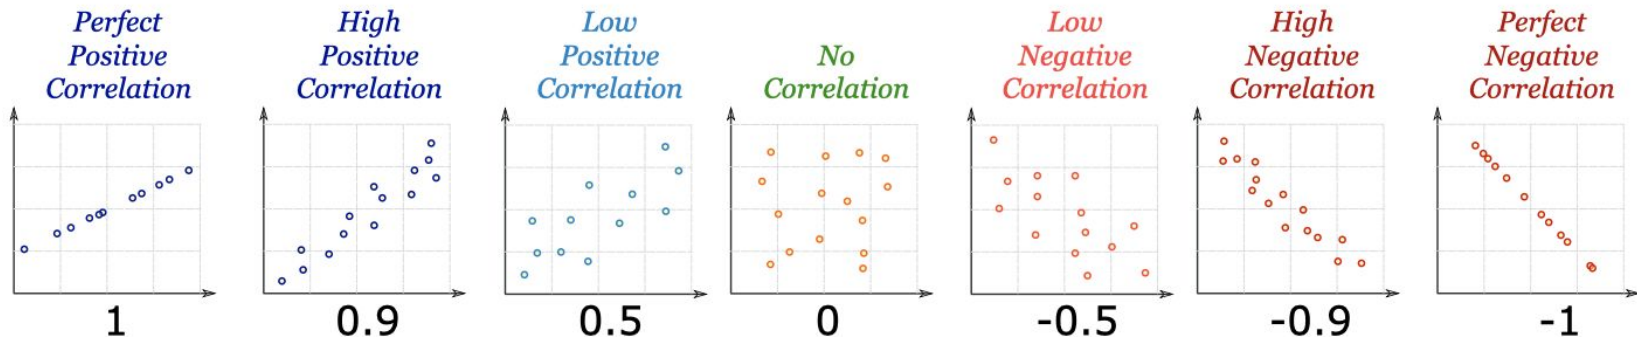 Perfect
Positive
Correlation
High
Positive
Correlation
Low
Positive
Correlation
No
Correlation
Low
Negative
Correlation
High
Negative
Correlation
Perfect
Negative
Correlation
1
0.9
0.5
0
-0.5
-0.9
-1